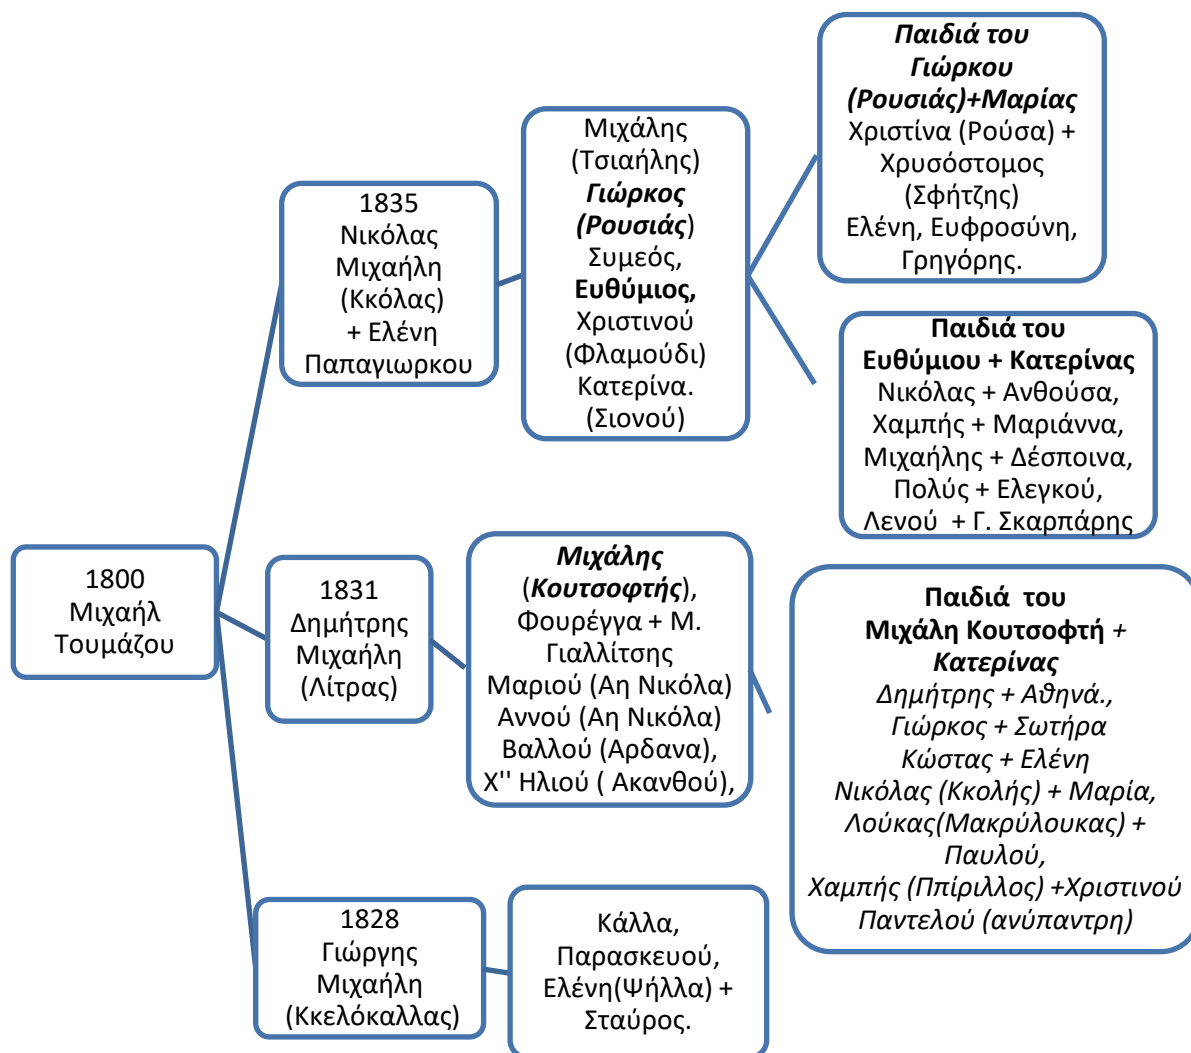 1800
Μιχαήλ
Τουμάζου
1835
Νικόλας
Μιχαήλη
(Κκόλας)
+ Ελένη
Παπαγιωρκου
Μιχάλης
(Τσιαήλης)
Γιώρκος
(Ρουσιάς)
Συμεός,
Ευθύμιος,
Χριστινού
(Φλαμούδι)
Κατερίνα.
(Σιονού)
Παιδιά του
Γιώρκου
(Ρουσιάς)+Μαρίας
Χριστίνα (Ρούσα) +
Χρυσόστομος
(Σφήτζης)
Ελένη, Ευφροσύνη,
Γρηγόρης.
Παιδιά του
Ευθύμιου + Κατερίνας
Νικόλας + Ανθούσα,
Χαμπής + Μαριάννα,
Μιχαήλης + Δέσποινα,
Πολύς + Ελεγκού,
Λενού + Γ. Σκαρπάρης
1831
Δημήτρης
Μιχαήλη
(Λίτρας)
Μιχάλης
(Κουτσοφτής),
Φουρέγγα + Μ.
Γιαλλίτσης
Μαριού (Αη Νικόλα)
Αννού (Αη Νικόλα)
Βαλλού (Αρδανα),
Χ'' Ηλιού ( Ακανθού),
Παιδιά του
Μιχάλη Κουτσοφτή +
Κατερίνας
Δημήτρης + Αθηνά.,
Γιώρκος + Σωτήρα
Κώστας + Ελένη
Νικόλας (Κκολής) + Μαρία,
Λούκας(Μακρύλουκας) +
Παυλού,
Χαμπής (Ππίριλλος) +Χριστινού
Παντελού (ανύπαντρη)
1828
Γιώργης
Μιχαήλη
(Κκελόκαλλας)
Κάλλα,
Παρασκευού,
Ελένη(Ψήλλα) +
Σταύρος.